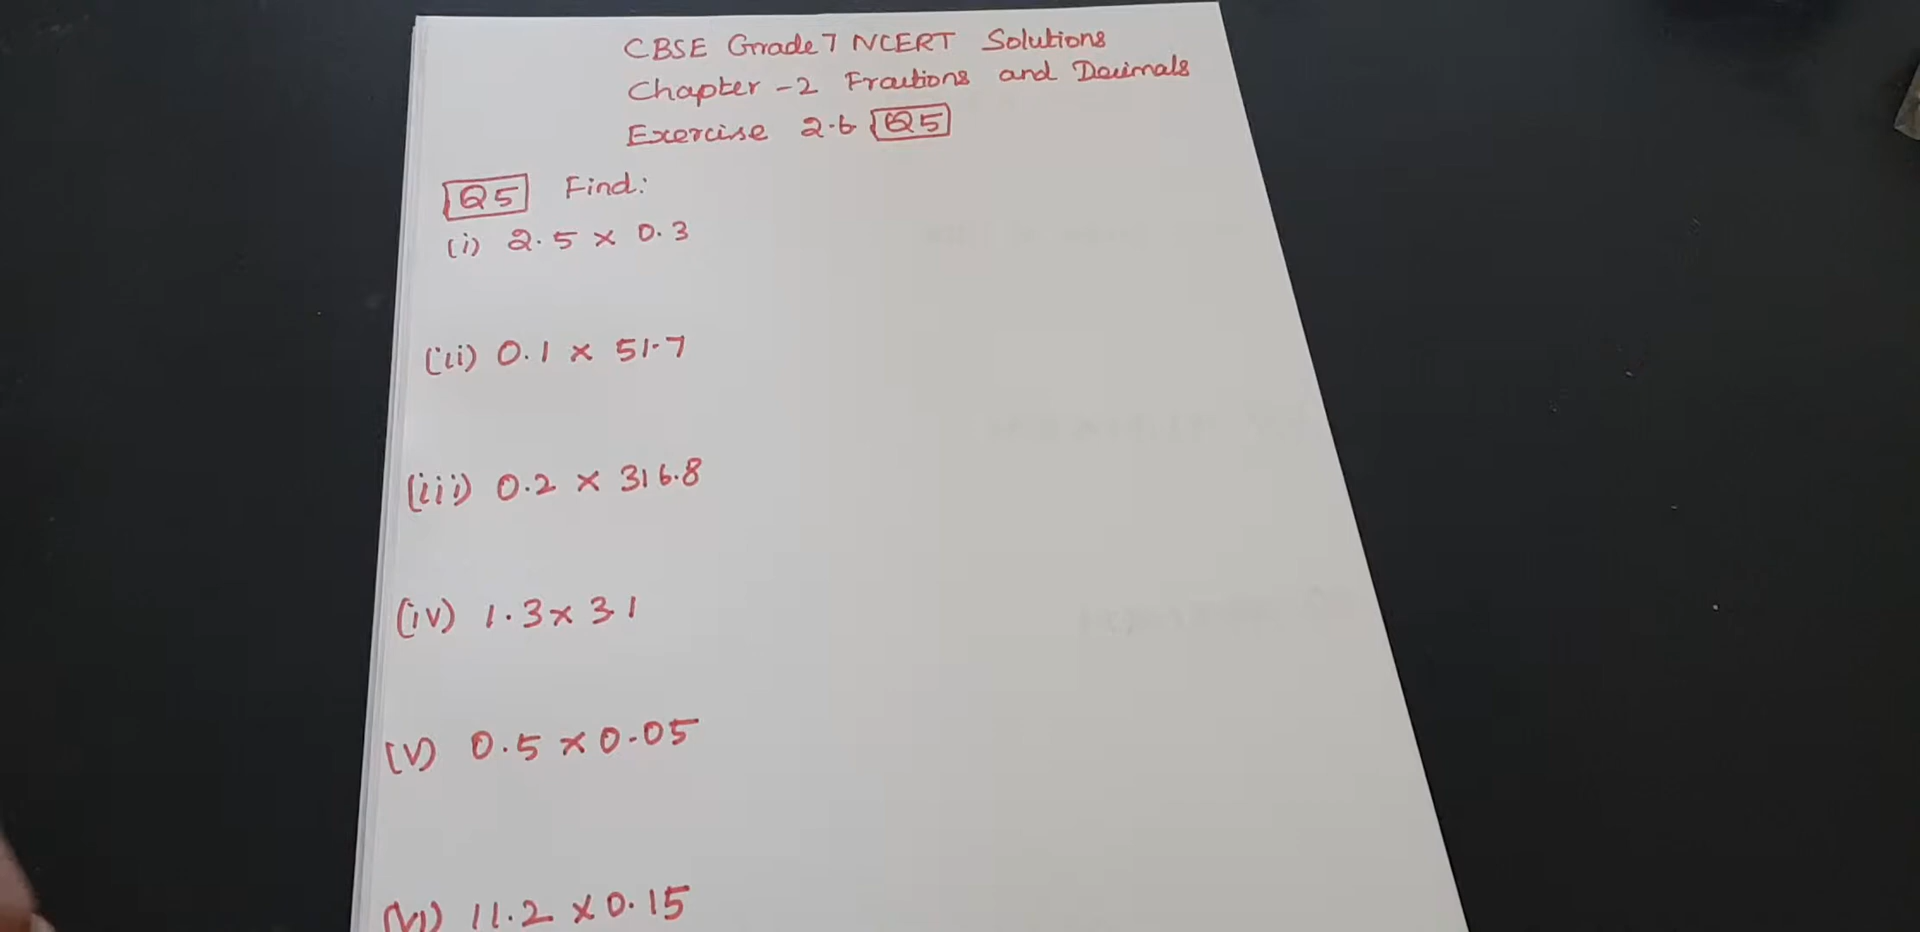 CBSE Grade 7 NCERT Solutions
Chapter - 2 Fractions and Decimals
Exercise 2.6 Q5
Q5 Find:
(i) 2.5 × 0.3
(ii) 0.1 × 51.7
(iii) 0.2 × 316.8
(iv) 1.3 × 3.1
(v) 0.5 × 0.05
(vi) 11.2 × 0.15